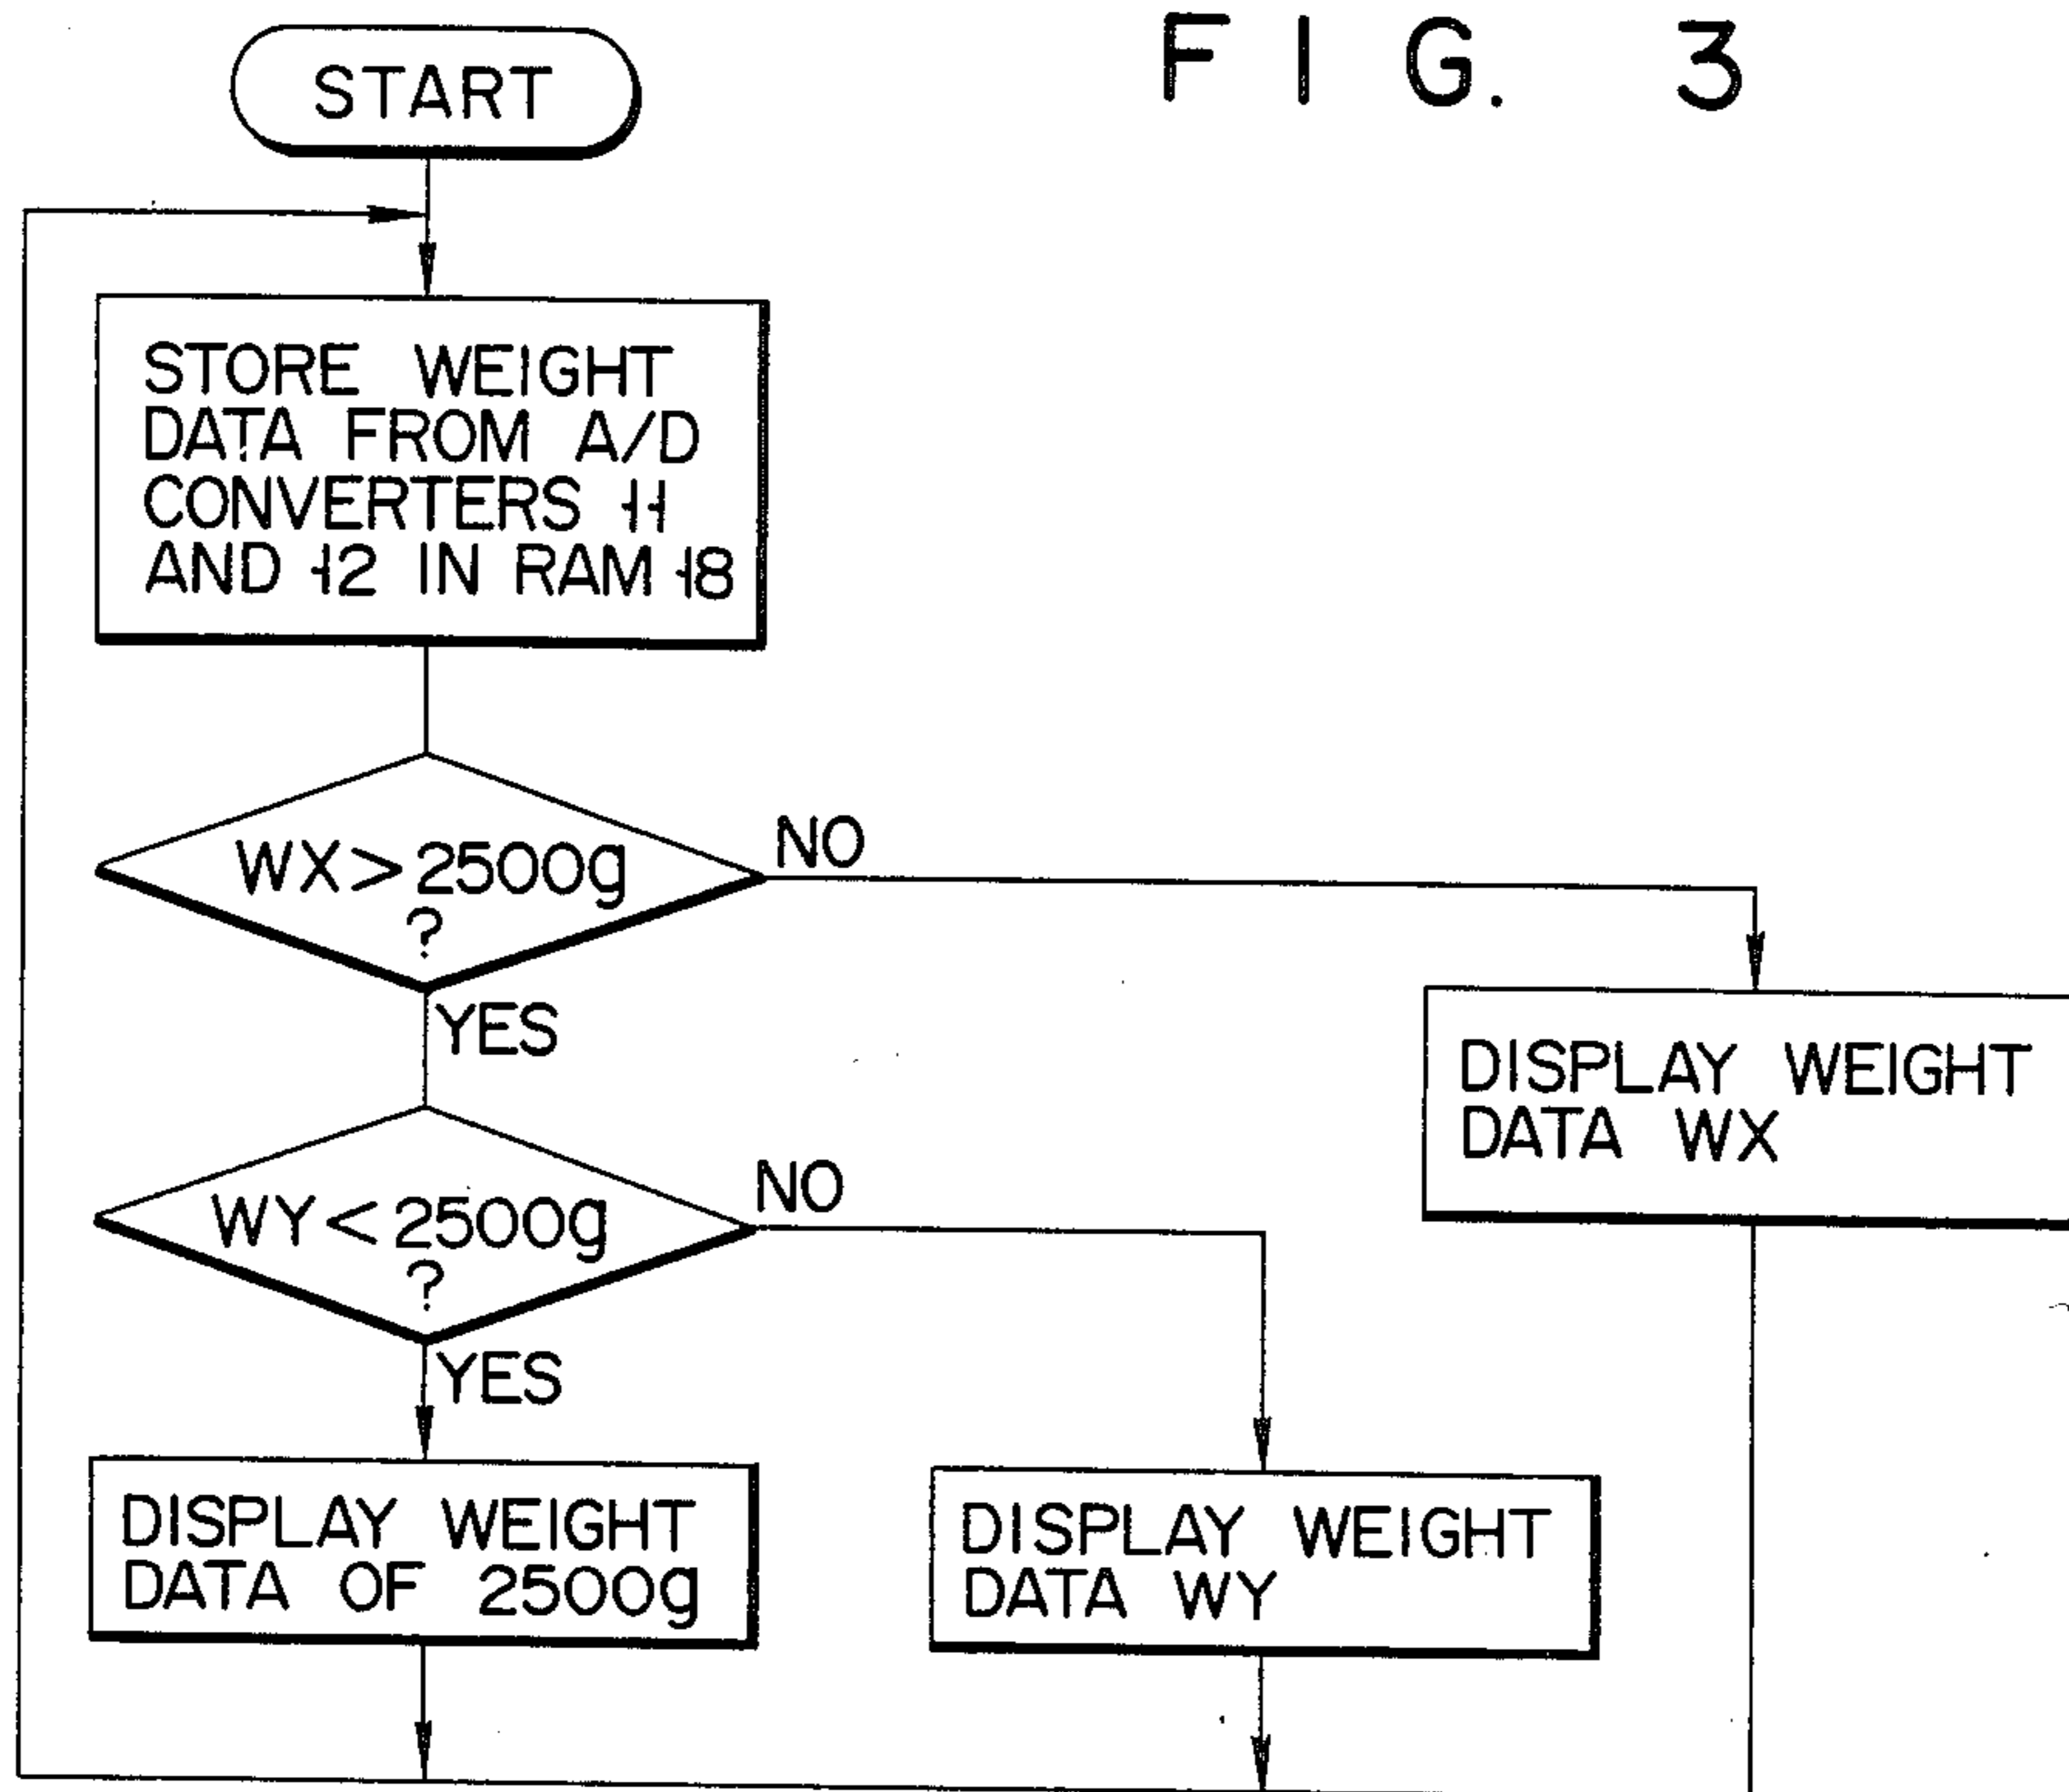 FIG. 3
START
STORE WEIGHT
DATA FROM A/D
CONVERTERS 11
AND 12 IN RAM 18
WX>2500g
?
NO
YES
DISPLAY WEIGHT
DATA WX
WY<2500g
?
NO
YES
DISPLAY WEIGHT
DATA OF 2500g
DISPLAY WEIGHT
DATA WY